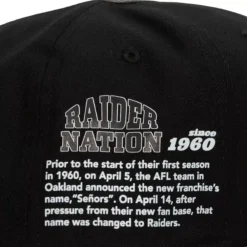 RAIDER
NATION
since
1960
Prior to the start of their first season
in 1960, on April 5, the AFL team in
Oakland announced the new franchise's
name, "Señors". On April 14, after
pressure from their new fan base, that
name was changed to Raiders.